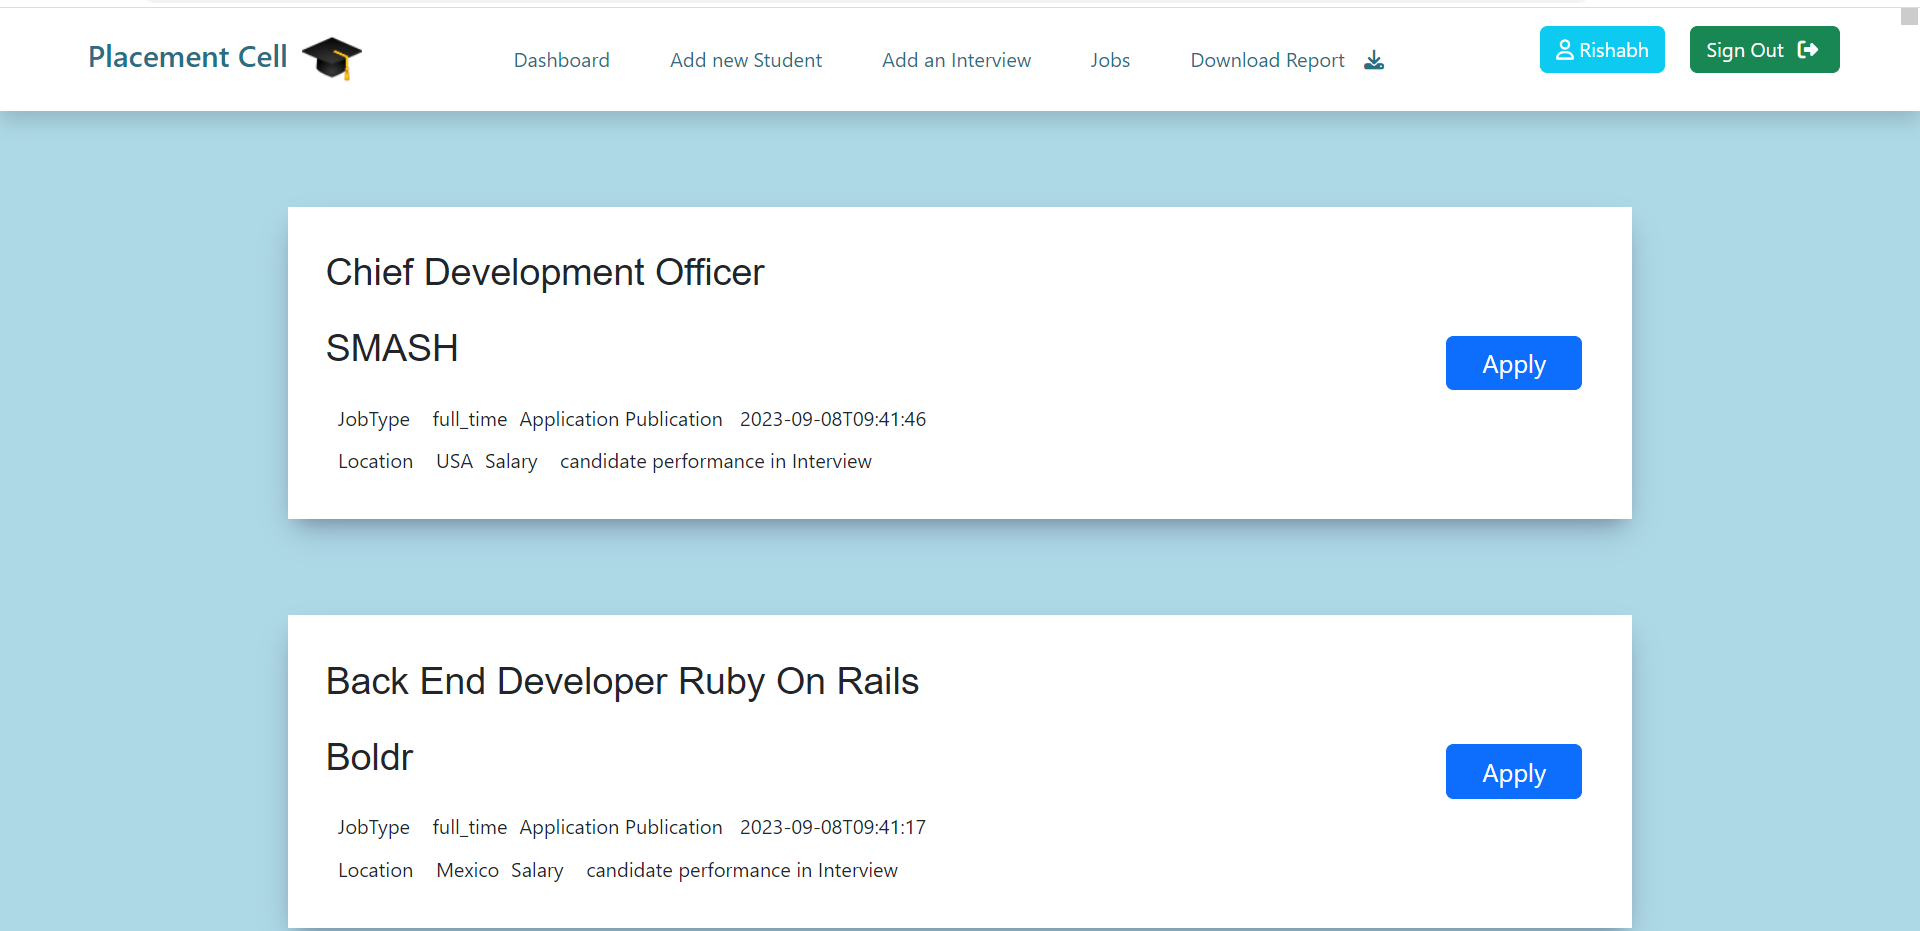 Placement Cell
Dashboard
Add new Student
Add an Interview
Jobs
Download Report
Rishabh
Sign Out
Chief Development Officer
SMASH
Apply
JobType full_time Application Publication 2023-09-08T09:41:46
Location USA Salary candidate performance in Interview
Back End Developer Ruby On Rails
Boldr
Apply
JobType full_time Application Publication 2023-09-08T09:41:17
Location Mexico Salary candidate performance in Interview